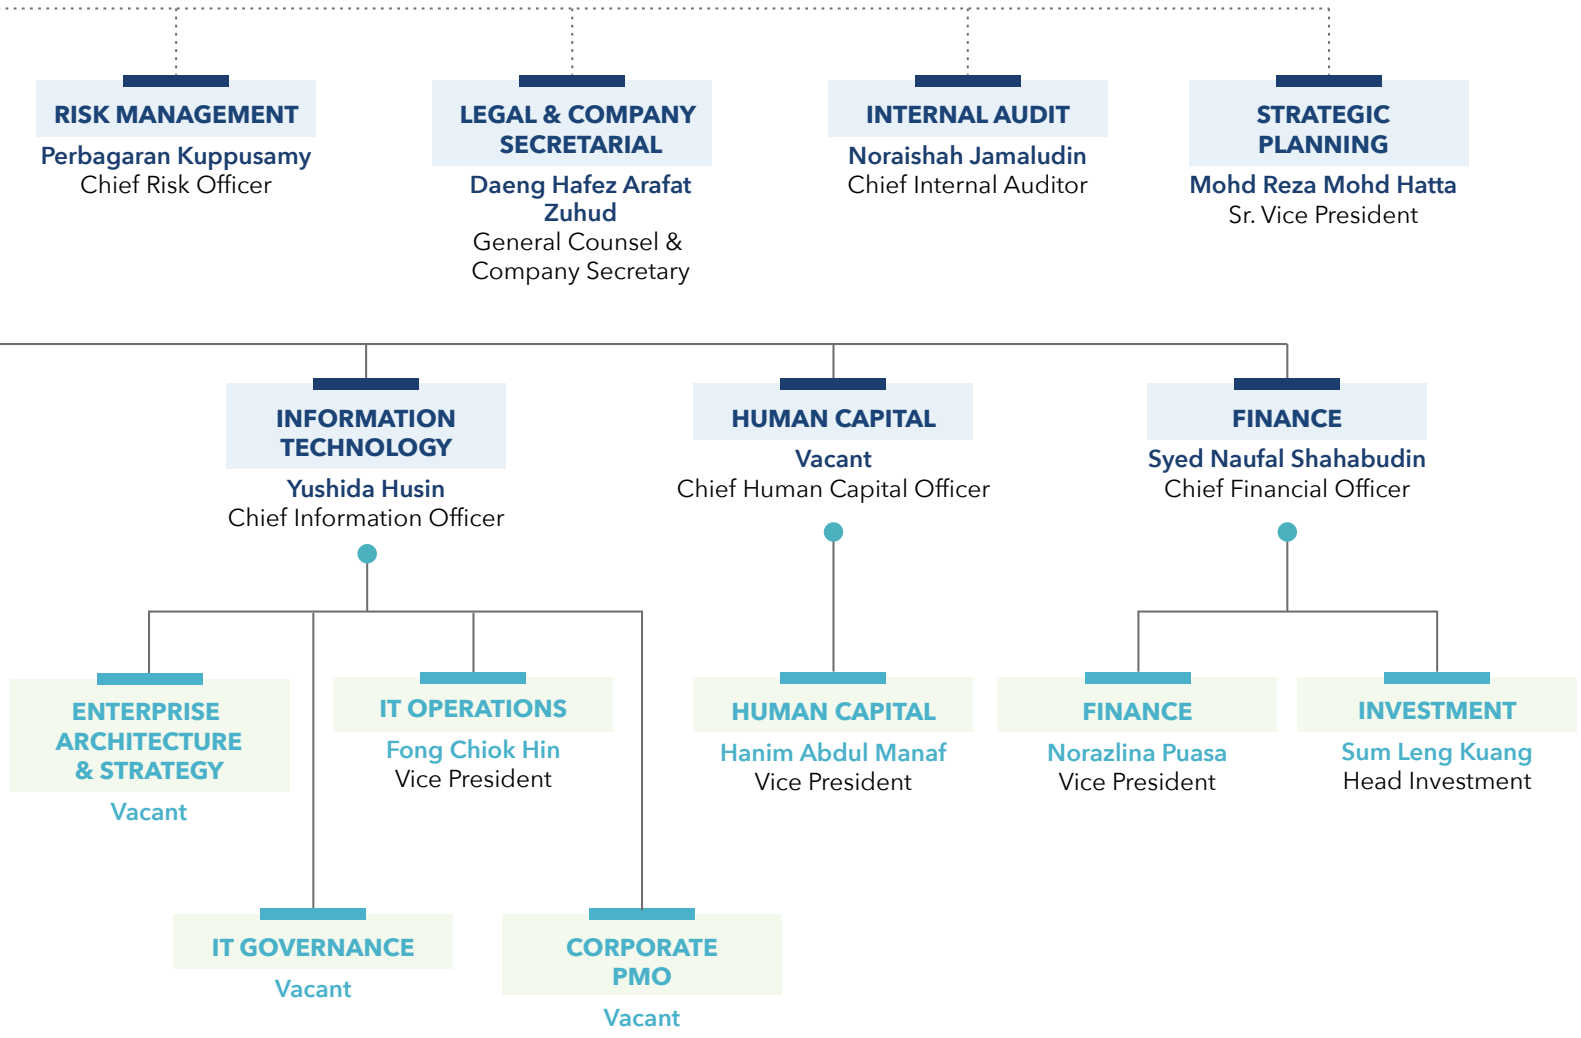 RISK MANAGEMENT
Perbagaran Kuppusamy
Chief Risk Officer
LEGAL & COMPANY
SECRETARIAL
Daeng Hafez Arafat
Zuhud
General Counsel &
Company Secretary
INTERNAL AUDIT
Noraishah Jamaludin
Chief Internal Auditor
STRATEGIC
PLANNING
Mohd Reza Mohd Hatta
Sr. Vice President
INFORMATION
TECHNOLOGY
Yushida Husin
Chief Information Officer
HUMAN CAPITAL
Vacant
Chief Human Capital Officer
FINANCE
Syed Naufal Shahabudin
Chief Financial Officer
ENTERPRISE
ARCHITECTURE
& STRATEGY
Vacant
IT OPERATIONS
Fong Chiok Hin
Vice President
HUMAN CAPITAL
Hanim Abdul Manaf
Vice President
FINANCE
Norazlina Puasa
Vice President
INVESTMENT
Sum Leng Kuang
Head Investment
IT GOVERNANCE
Vacant
CORPORATE
PMO
Vacant